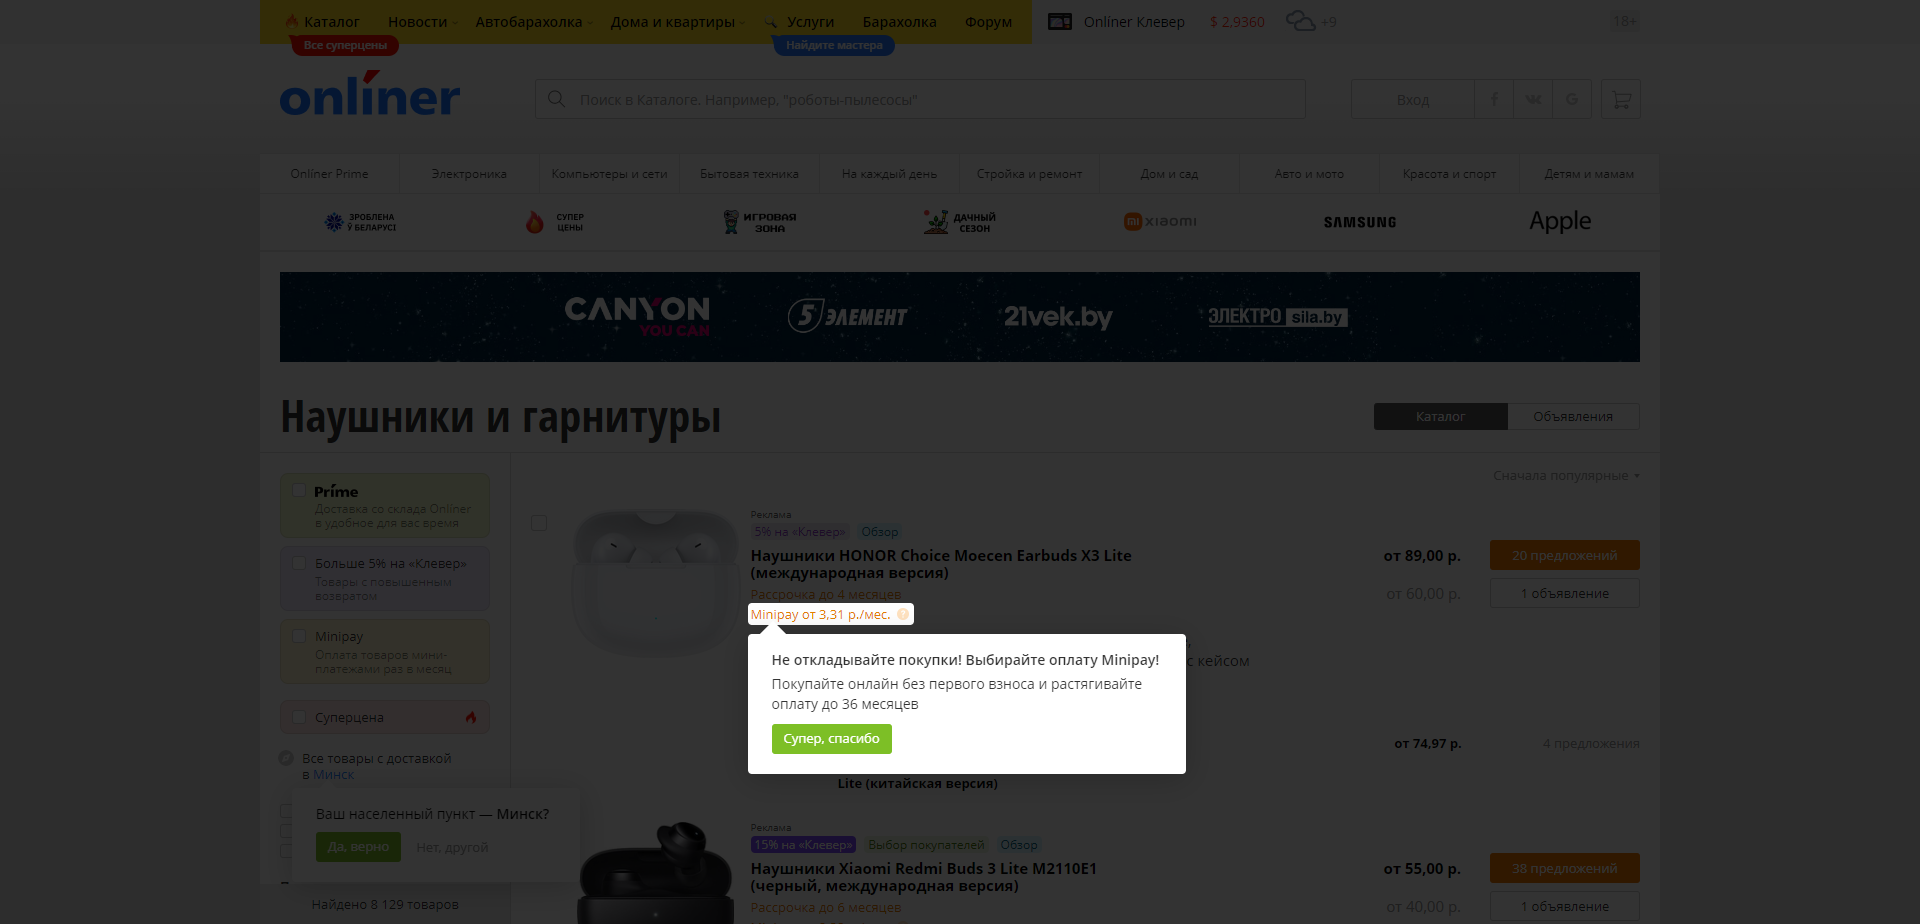 Каталог
Новости
Автобарахолка
Дома и квартиры
Услуги
Барахолка
Форум
Onlíner Клевер
$ 2,9360
+9
18+
Все суперцены
Найдите мастера
onlíner
Поиск в Каталоге. Например, "роботы-пылесосы"
Вход
f
G
Onlíner Prime
Электроника
Компьютеры и сети
Бытовая техника
На каждый день
Стройка и ремонт
Дом и сад
Авто и мото
Красота и спорт
Детям и мамам
ЗРОБЛЕНА
Ў БЕЛАРУСІ
СУПЕР
ЦЕНЫ
ИГРОВАЯ
ЗОНА
ДАЧНЫЙ
СЕЗОН
mi xiaomi
SAMSUNG
Apple
CANYON
YOU CAN
5 ЭЛЕМЕНТ
21vek.by
ЭЛЕКТРО sila.by
Наушники и гарнитуры
Каталог
Объявления
Сначала популярные
Príme
Доставка со склада Onlíner
в удобное для вас время
Больше 5% на «Клевер»
Товары с повышенным
возвратом
Minipay
Оплата товаров мини-
платежами раз в месяц
Суперцена
Все товары с доставкой
в Минск
Ваш населенный пункт — Минск?
Да, верно
Нет, другой
Найдено 8 129 товаров
Реклама
5% на «Клевер»
Обзор
Наушники HONOR Choice Moecen Earbuds X3 Lite
(международная версия)
Рассрочка до 4 месяцев
Minipay от 3,31 р./мес. ?
от 89,00 р.
20 предложений
от 60,00 р.
1 объявление
Не откладывайте покупки! Выбирайте оплату Minipay!
Покупайте онлайн без первого взноса и растягивайте
оплату до 36 месяцев
Супер, спасибо
с кейсом
от 74,97 р.
4 предложения
Lite (китайская версия)
Реклама
15% на «Клевер»
Выбор покупателей
Обзор
Наушники Xiaomi Redmi Buds 3 Lite M2110E1
(черный, международная версия)
Рассрочка до 6 месяцев
от 55,00 р.
38 предложений
от 40,00 р.
1 объявление